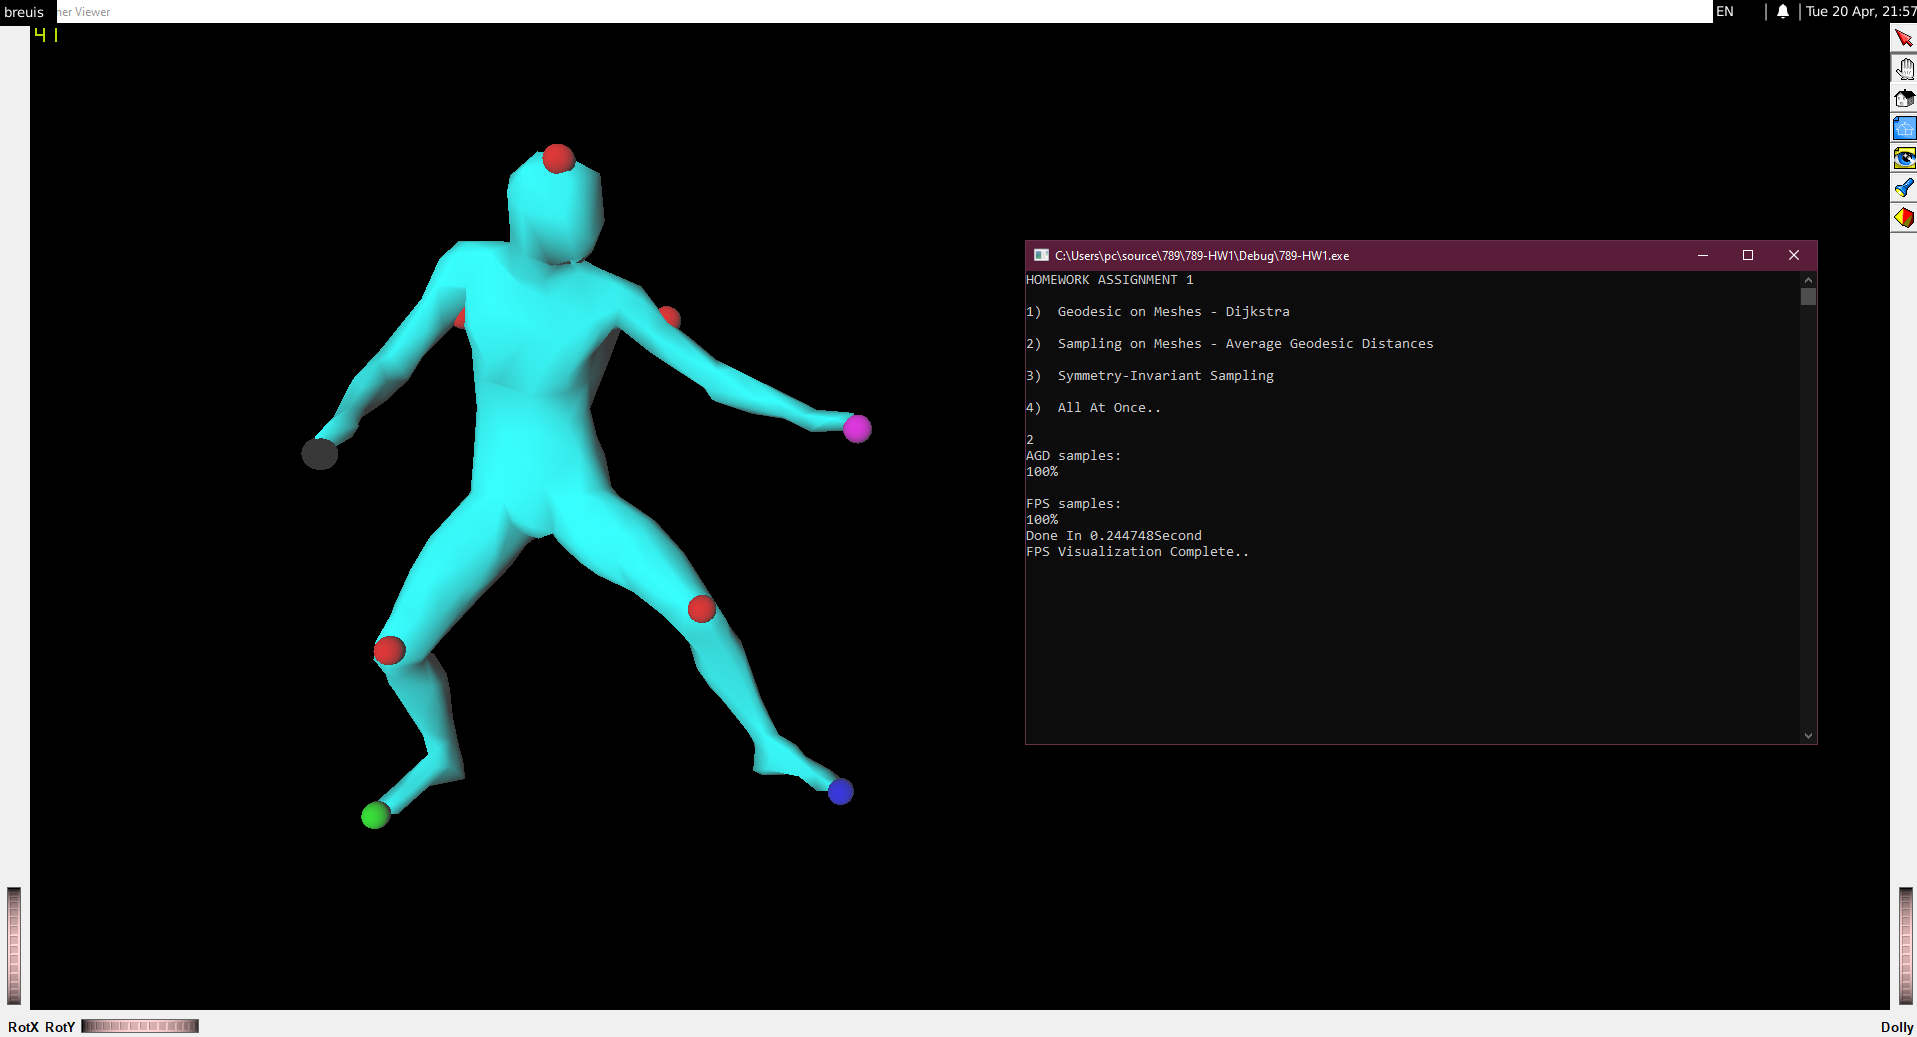 breuis
ner Viewer
EN
Tue 20 Apr, 21:57
41
C:\Users\pc\source\789\789-HW1\Debug\789-HW1.exe
HOMEWORK ASSIGNMENT 1
1) Geodesic on Meshes - Dijkstra
2) Sampling on Meshes - Average Geodesic Distances
3) Symmetry-Invariant Sampling
4) All At Once..
2
AGD samples:
100%
FPS samples:
100%
Done In 0.244748Second
FPS Visualization Complete..
RotX RotY
Dolly